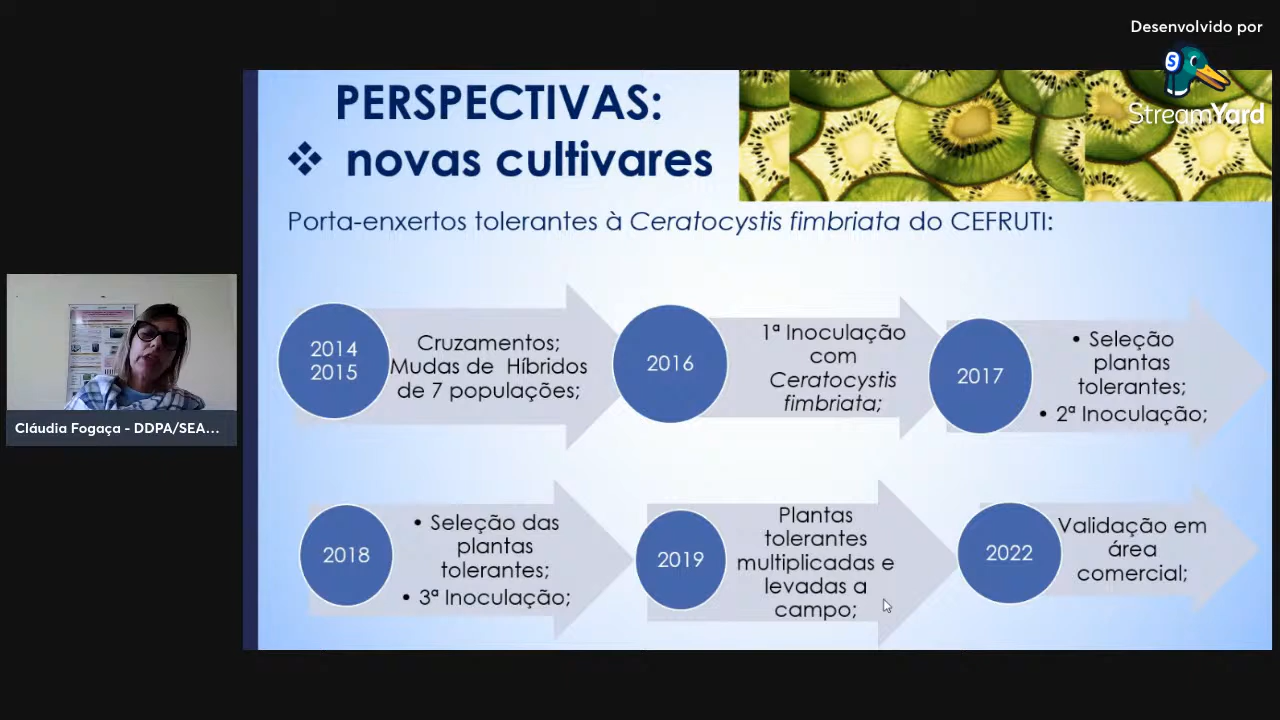 Desenvolvido por
StreamYard
PERSPECTIVAS:
❖ novas cultivares
Porta-enxertos tolerantes à Ceratocystis fimbriata do CEFRUTI:
2014
2015
Cruzamentos;
Mudas de Híbridos
de 7 populações;
2016
1ª Inoculação
com
Ceratocystis
fimbriata;
2017
• Seleção
plantas
tolerantes;
• 2ª Inoculação;
Cláudia Fogaça - DDPA/SEA...
2018
• Seleção das
plantas
tolerantes;
• 3ª Inoculação;
2019
Plantas
tolerantes
multiplicadas e
levadas a
campo;
2022
Validação em
área
comercial;